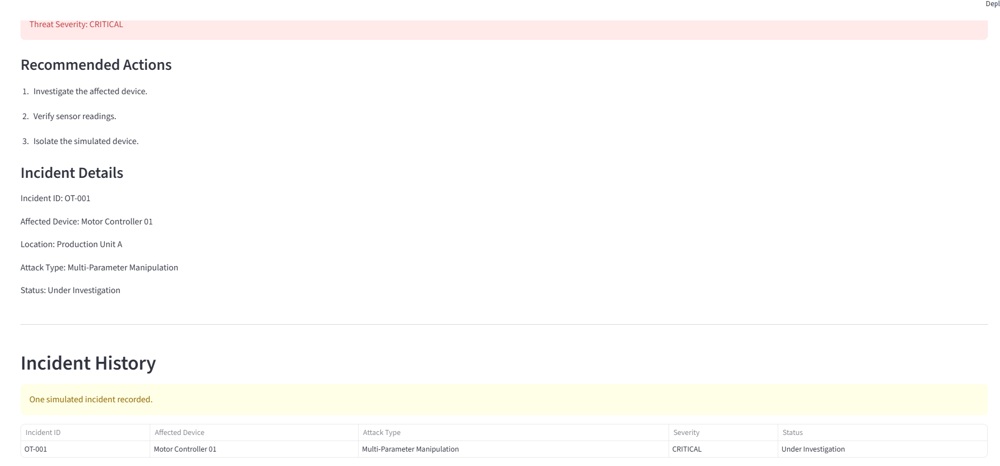 Depl
Threat Severity: CRITICAL
Recommended Actions
1. Investigate the affected device.
2. Verify sensor readings.
3. Isolate the simulated device.
Incident Details
Incident ID: OT-001
Affected Device: Motor Controller 01
Location: Production Unit A
Attack Type: Multi-Parameter Manipulation
Status: Under Investigation
Incident History
One simulated incident recorded.
Incident ID Affected Device Attack Type Severity Status
OT-001 Motor Controller 01 Multi-Parameter Manipulation CRITICAL Under Investigation